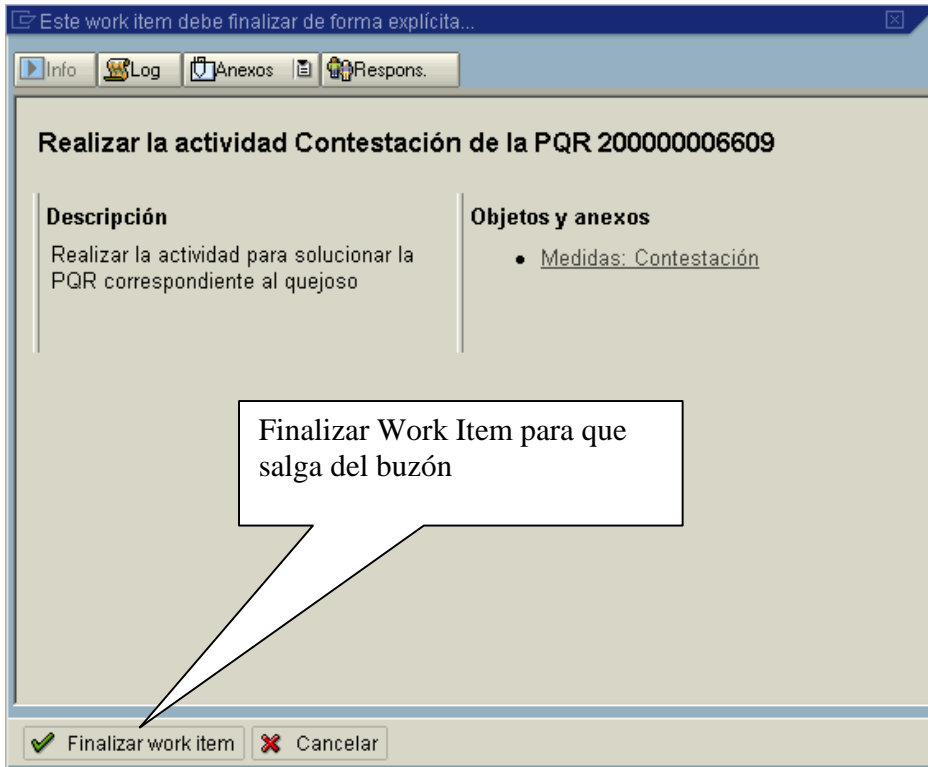 Este work item debe finalizar de forma explícita...
Info Log Anexos Respons.
Realizar la actividad Contestación de la PQR 200000006609
Descripción
Realizar la actividad para solucionar la
PQR correspondiente al quejoso
Objetos y anexos
Medidas: Contestación
Finalizar Work Item para que
salga del buzón
Finalizar work item Cancelar